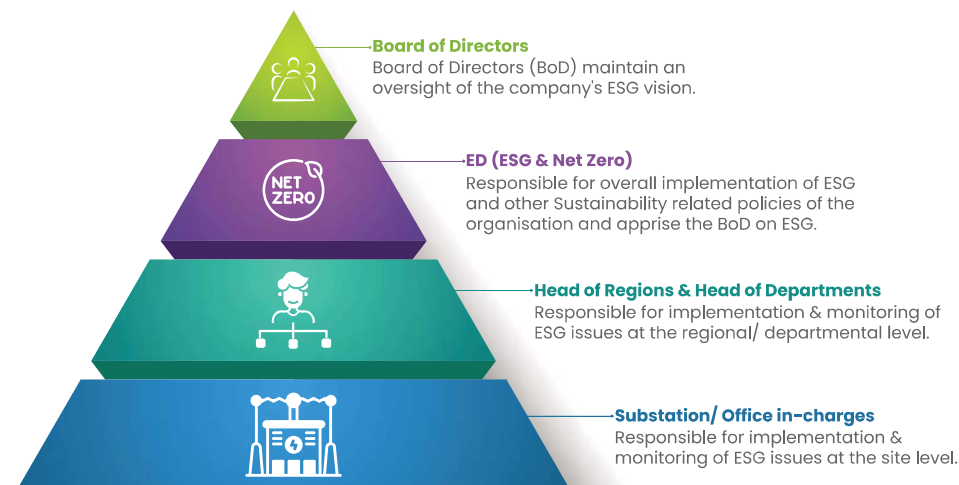 Board of Directors
Board of Directors (BoD) maintain an
oversight of the company's ESG vision.
NET
ZERO
ED (ESG & Net Zero)
Responsible for overall implementation of ESG
and other Sustainability related policies of the
organisation and apprise the BoD on ESG.
Head of Regions & Head of Departments
Responsible for implementation & monitoring of
ESG issues at the regional/ departmental level.
Substation/ Office in-charges
Responsible for implementation &
monitoring of ESG issues at the site level.